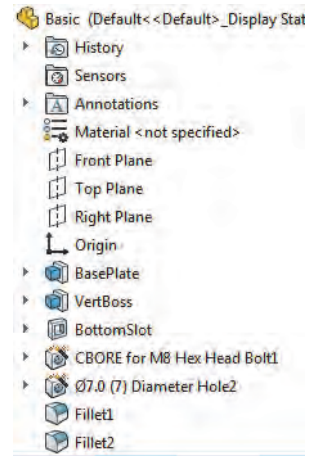 Basic (Default<<Default>_Display Stat
History
Sensors
Annotations
Material <not specified>
Front Plane
Top Plane
Right Plane
Origin
BasePlate
VertBoss
BottomSlot
CBORE for M8 Hex Head Bolt1
Ø7.0 (7) Diameter Hole2
Fillet1
Fillet2